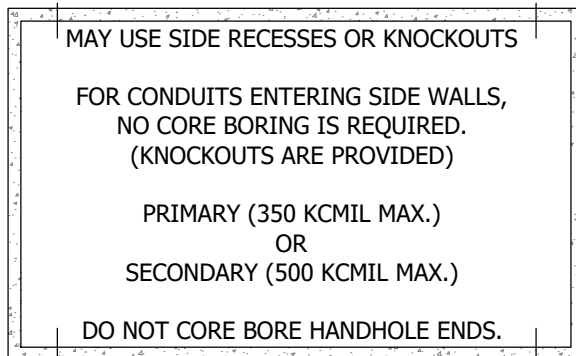 MAY USE SIDE RECESSES OR KNOCKOUTS
FOR CONDUITS ENTERING SIDE WALLS,
NO CORE BORING IS REQUIRED.
(KNOCKOUTS ARE PROVIDED)
PRIMARY (350 KCMIL MAX.)
OR
SECONDARY (500 KCMIL MAX.)
DO NOT CORE BORE HANDHOLE ENDS.